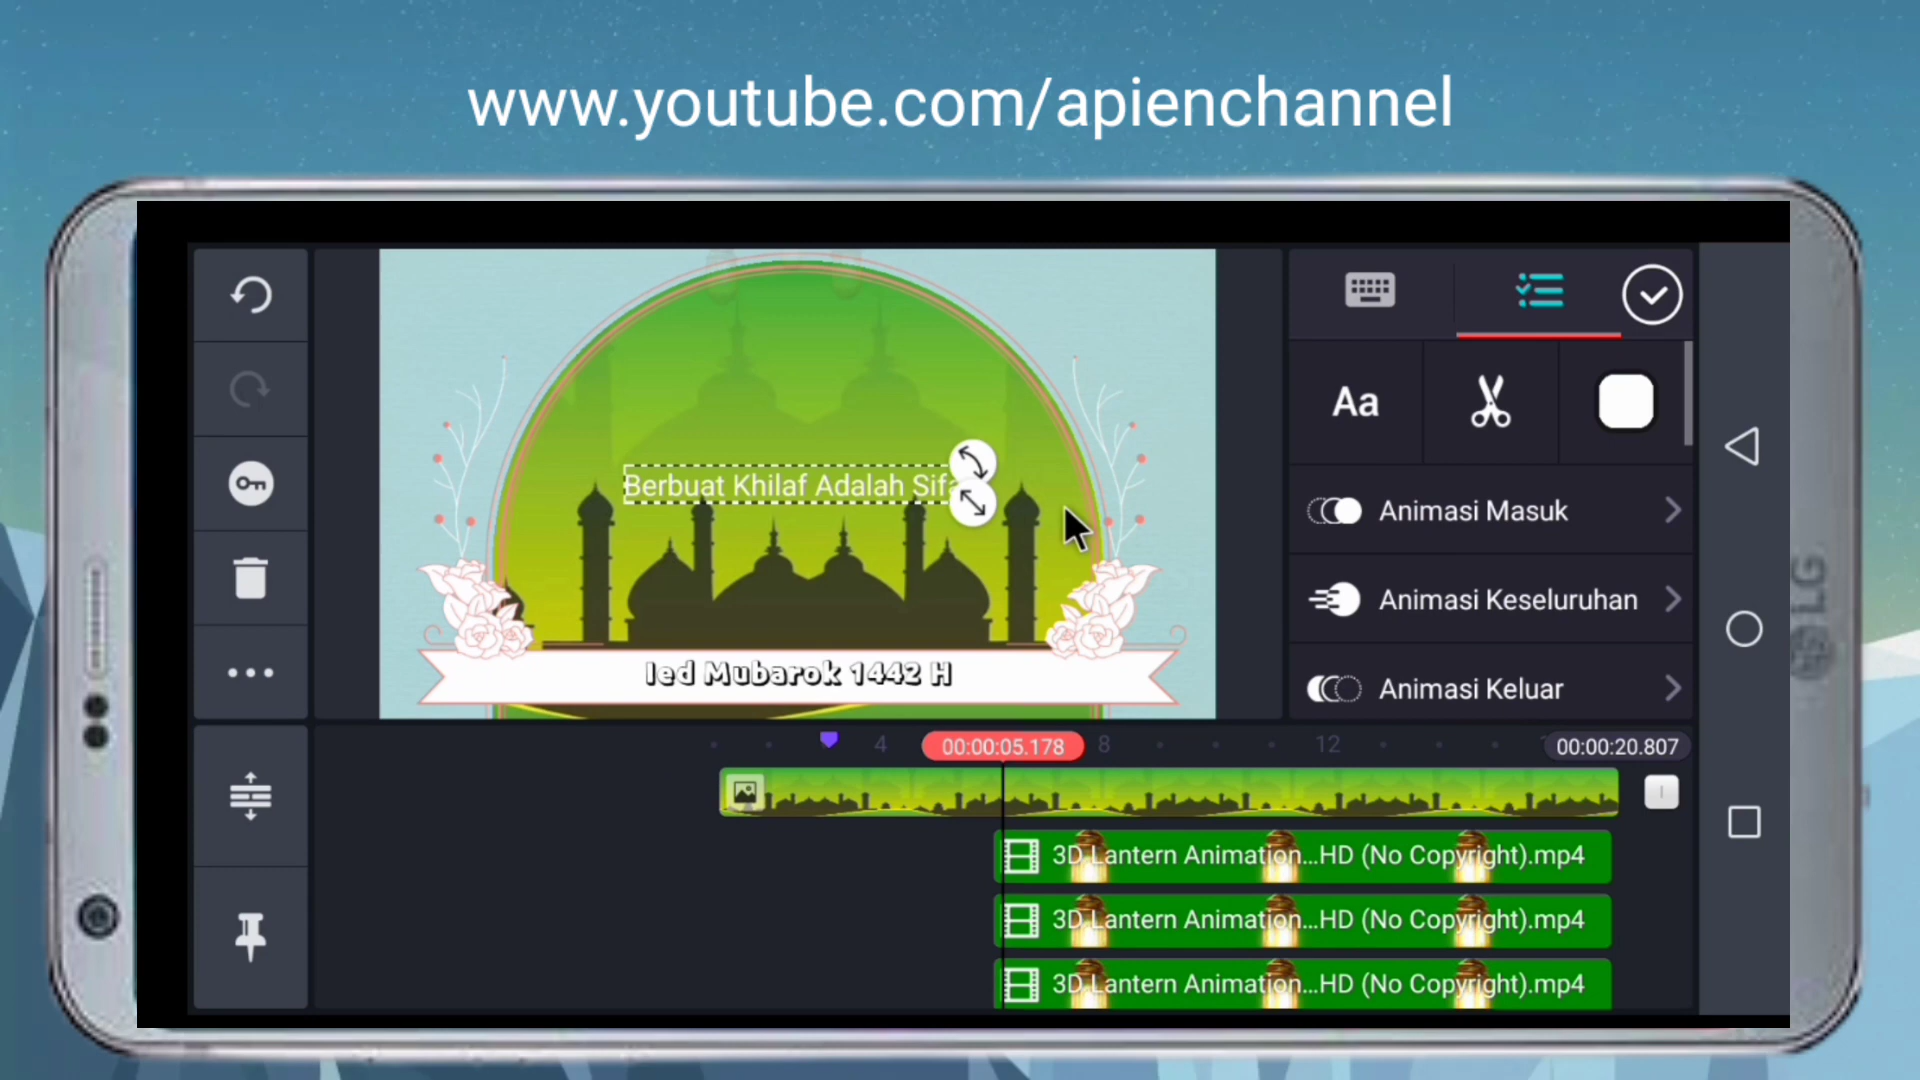 www.youtube.com/apienchannel
Aa
Berbuat Khilaf Adalah
Animasi Masuk
Animasi Keseluruhan
Animasi Keluar
Ied Mubarok 1442 H
4
00:00:05.178
8
12
00:00:20.807
3D Lantern Animation...HD (No Copyright).mp4
3D Lantern Animation...HD (No Copyright).mp4
3D Lantern Animation...HD (No Copyright).mp4
LG